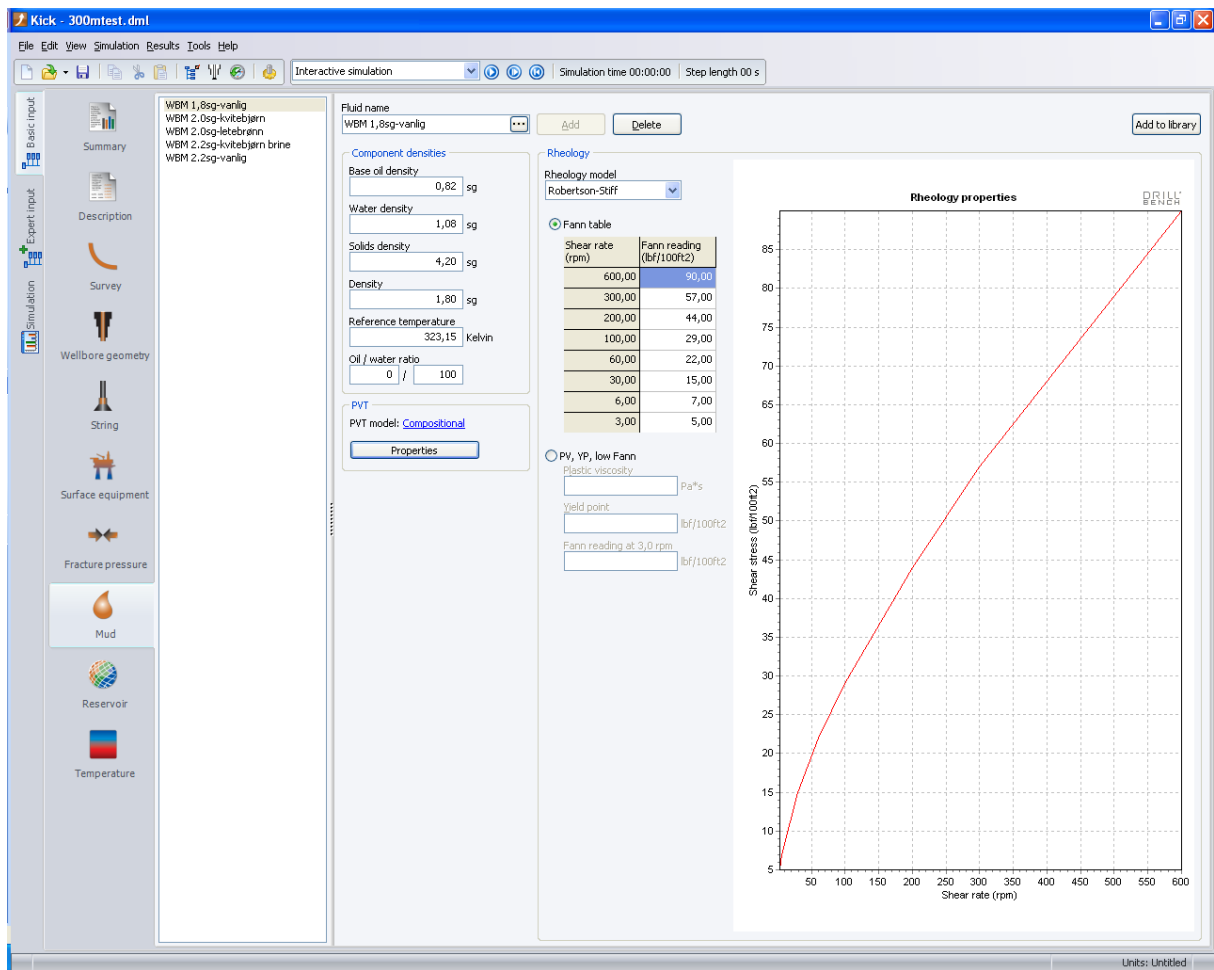 Kick - 300mtest.dml
File Edit View Simulation Results Tools Help
Interactive simulation
Simulation time 00:00:00
Step length 00 s
Basic input
Expert input
Simulation
Summary
Description
Survey
Wellbore geometry
String
Surface equipment
Fracture pressure
Mud
Reservoir
Temperature
WBM 1,8sg-vanlig
WBM 2.0sg-kvitebjørn
WBM 2.0sg-letebrønn
WBM 2.2sg-kvitebjørn brine
WBM 2.2sg-vanlig
Fluid name
WBM 1,8sg-vanlig ... Add Delete Add to library
Component densities
Base oil density
0,82 sg
Water density
1,08 sg
Solids density
4,20 sg
Density
1,80 sg
Reference temperature
323,15 Kelvin
Oil / water ratio
0 / 100
PVT
PVT model: Compositional
Properties
Rheology
Rheology model
Robertson-Stiff
Fann table
Shear rate (rpm) Fann reading (lbf/100ft2)
600,00 90,00
300,00 57,00
200,00 44,00
100,00 29,00
60,00 22,00
30,00 15,00
6,00 7,00
3,00 5,00
PV, YP, low Fann
Plastic viscosity
Pa*s
Yield point
lbf/100ft2
Fann reading at 3,0 rpm
lbf/100ft2
Rheology properties
DRILL BENCH
Shear stress (lbf/100ft2)
85
80
75
70
65
60
55
50
45
40
35
30
25
20
15
10
5
50 100 150 200 250 300 350 400 450 500 550 600
Shear rate (rpm)
Units: Untitled